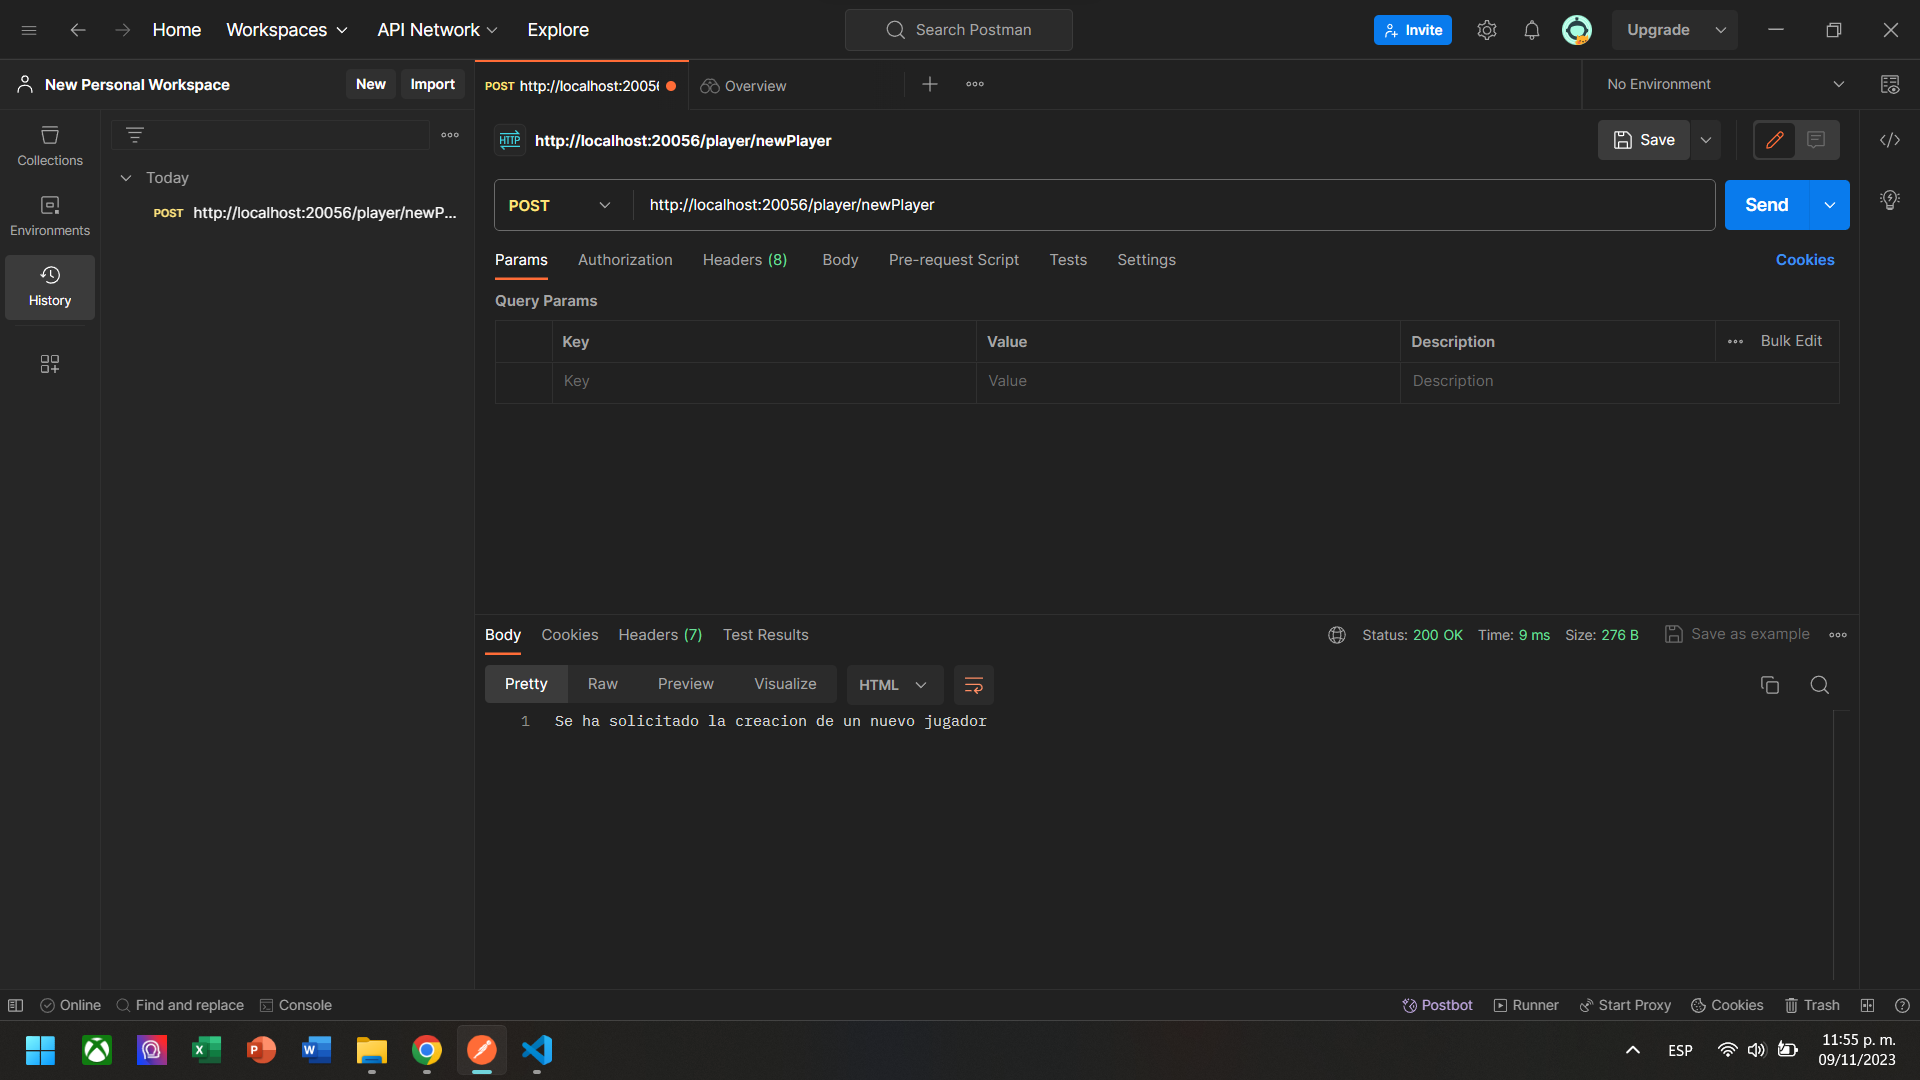 Home Workspaces API Network Explore Search Postman Invite Upgrade
New Personal Workspace New Import POST http://localhost:2005 Overview No Environment
Collections
Environments
History
Today
POST http://localhost:20056/player/newP...
HTTP http://localhost:20056/player/newPlayer Save
POST http://localhost:20056/player/newPlayer Send
Params Authorization Headers (8) Body Pre-request Script Tests Settings Cookies
Query Params
Key Value Description Bulk Edit
Key Value Description
Body Cookies Headers (7) Test Results Status: 200 OK Time: 9 ms Size: 276 B Save as example
Pretty Raw Preview Visualize HTML
1 Se ha solicitado la creacion de un nuevo jugador
Online Find and replace Console Postbot Runner Start Proxy Cookies Trash
ESP 11:55 p. m.
09/11/2023